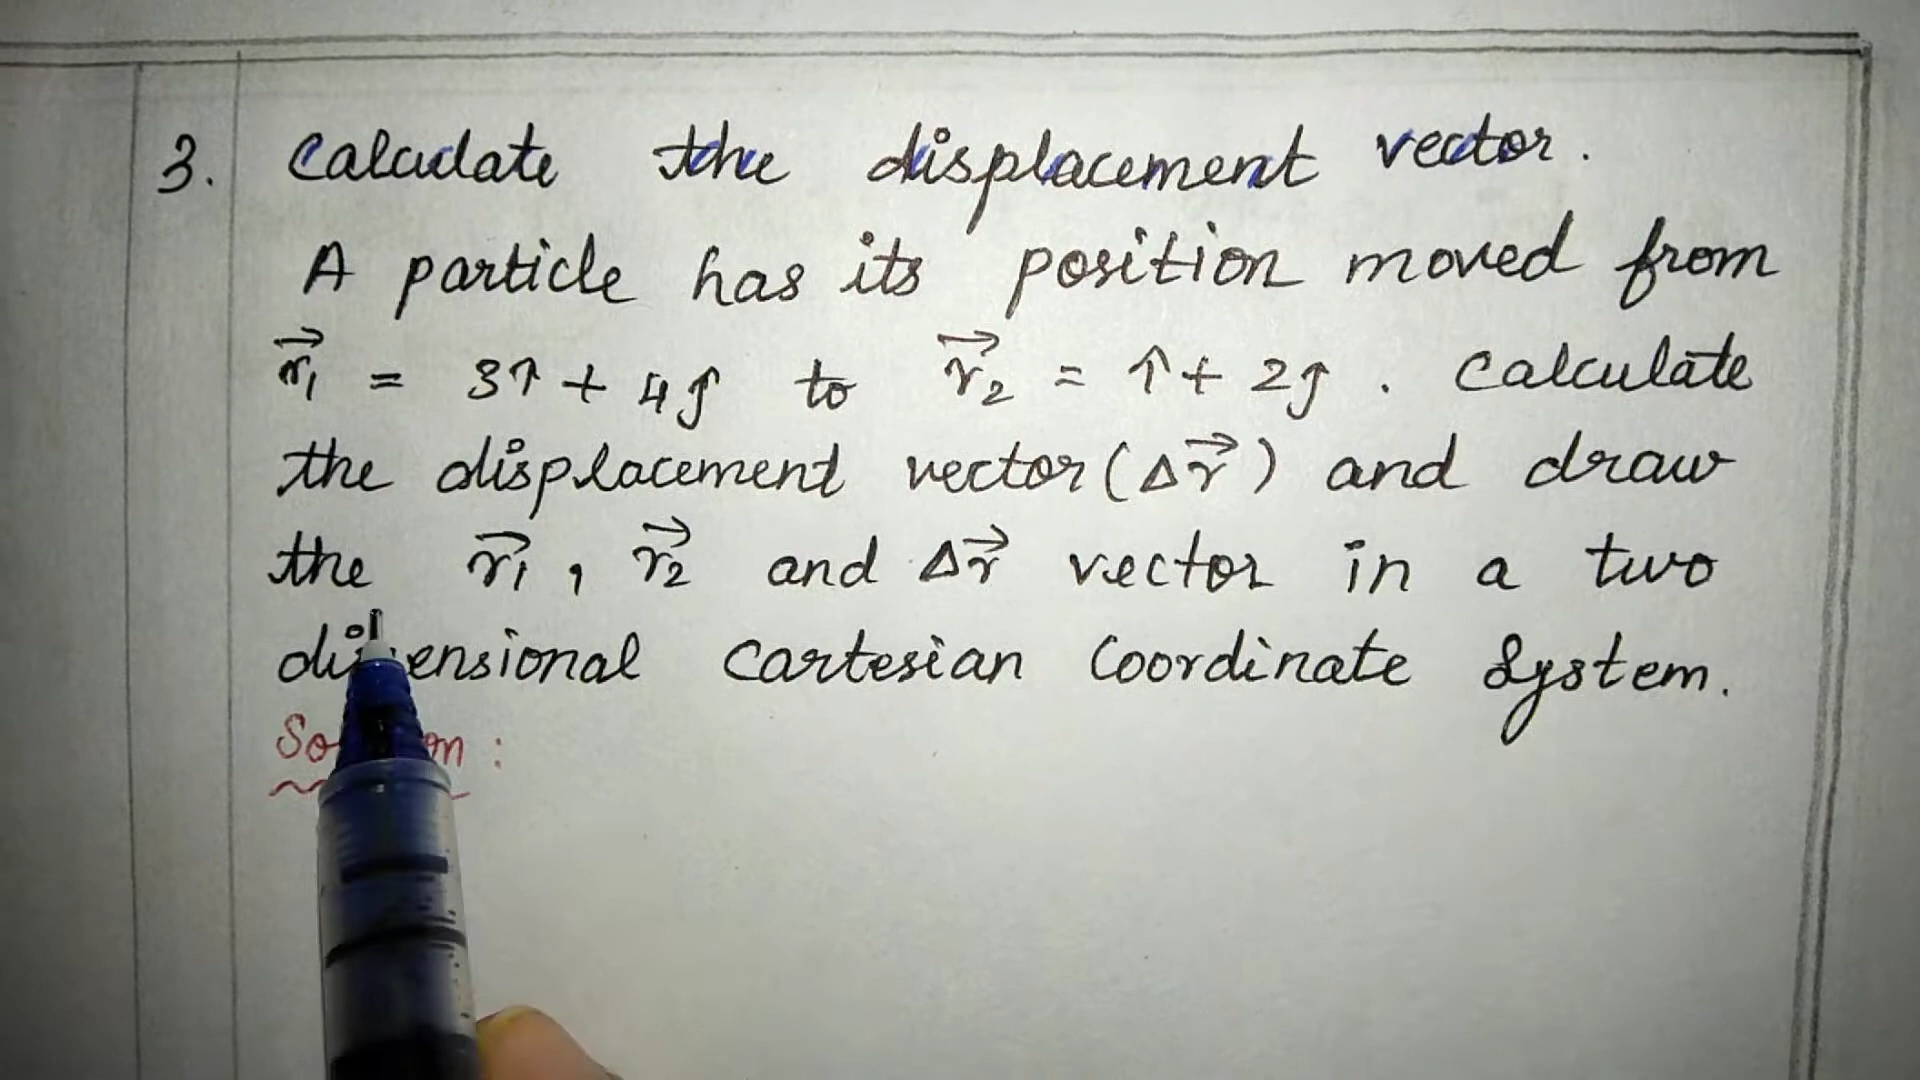 3. Calculate the displacement vector.
A particle has its position moved from
r⃗₁ = 3î + 4ĵ to r⃗₂ = î + 2ĵ. Calculate
the displacement vector (Δr⃗) and draw
the r⃗₁, r⃗₂ and Δr⃗ vector in a two
dimensional Cartesian Coordinate System.
: